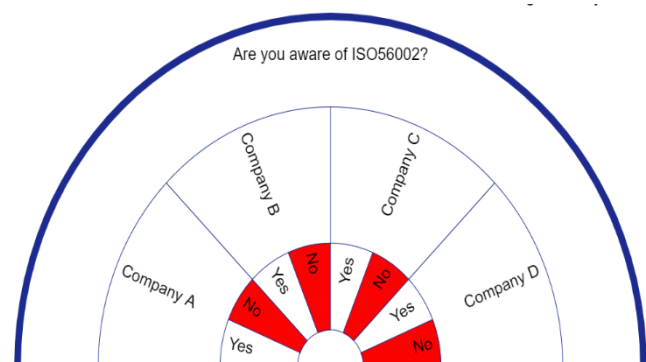 Are you aware of ISO56002?
Company A
Company B
Company C
Company D
Yes
No
Yes
No
Yes
No
Yes
No